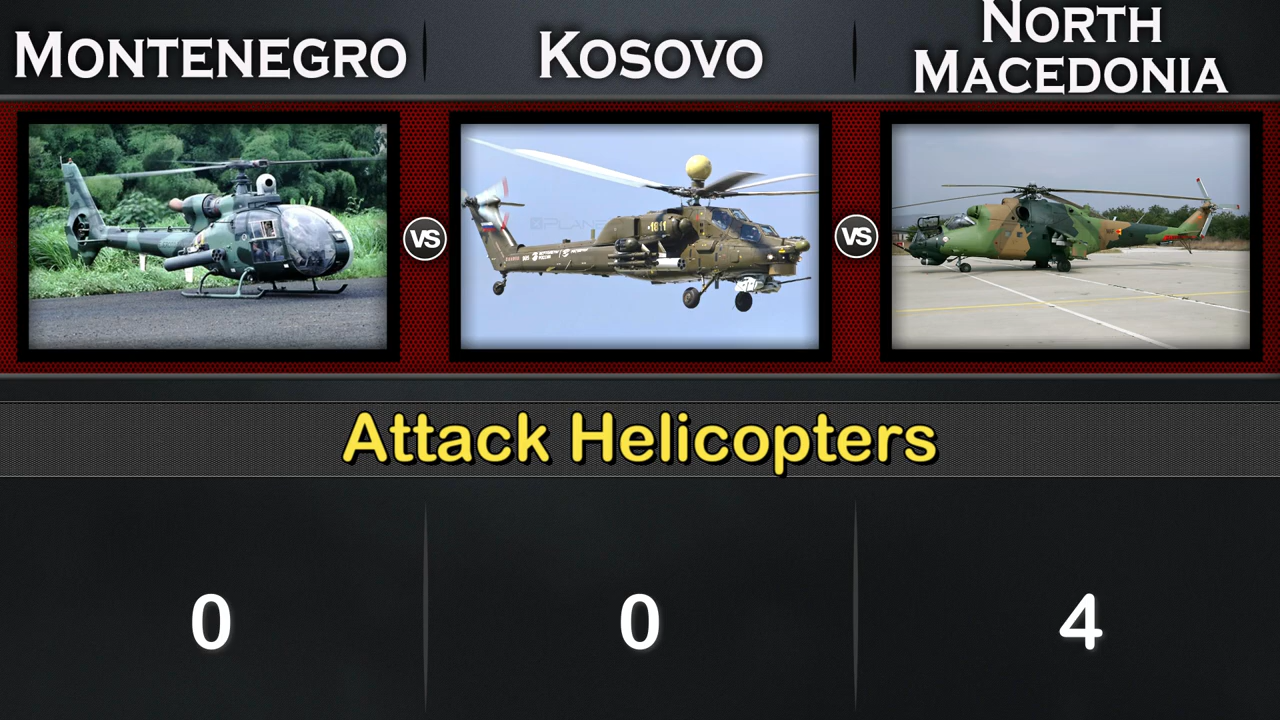 MONTENEGRO
KOSOVO
NORTH
MACEDONIA
VS
VS
Attack Helicopters
0
0
4